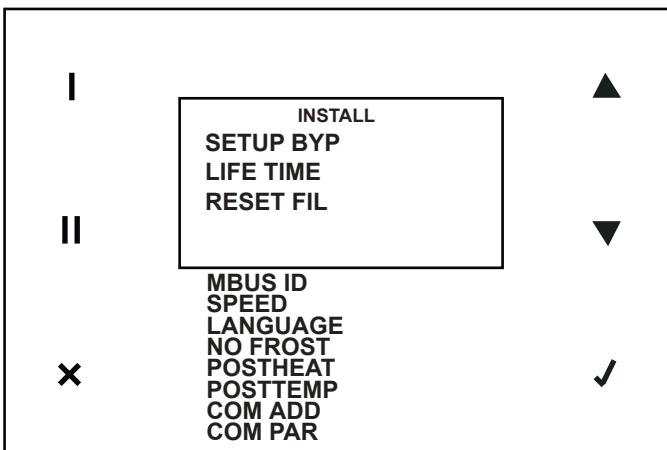 I
INSTALL
SETUP BYP
LIFE TIME
RESET FIL
II
MBUS ID
SPEED
LANGUAGE
NO FROST
POSTHEAT
POSTTEMP
COM ADD
COM PAR